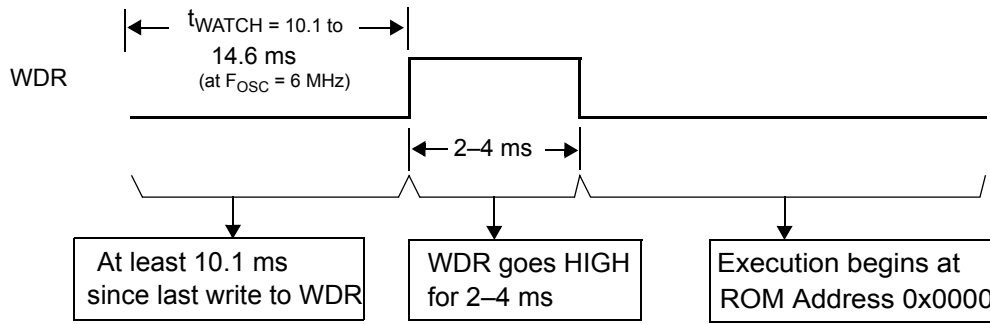 tWATCH = 10.1 to
14.6 ms
(at FOSC = 6 MHz)
WDR
2–4 ms
At least 10.1 ms
since last write to WDR
WDR goes HIGH
for 2–4 ms
Execution begins at
ROM Address 0x0000